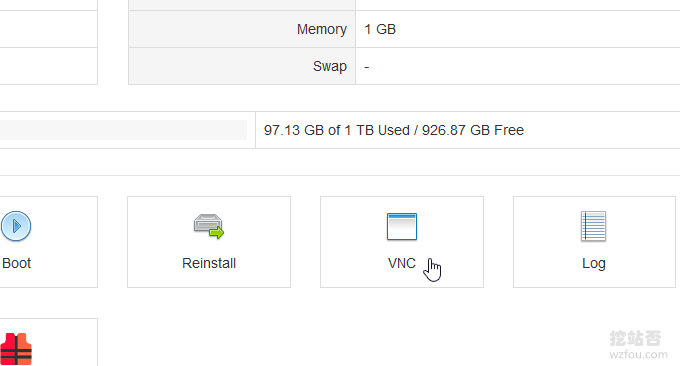 Memory 1 GB
Swap -
97.13 GB of 1 TB Used / 926.87 GB Free
Boot Reinstall VNC Log
挖站否
wzfou.com